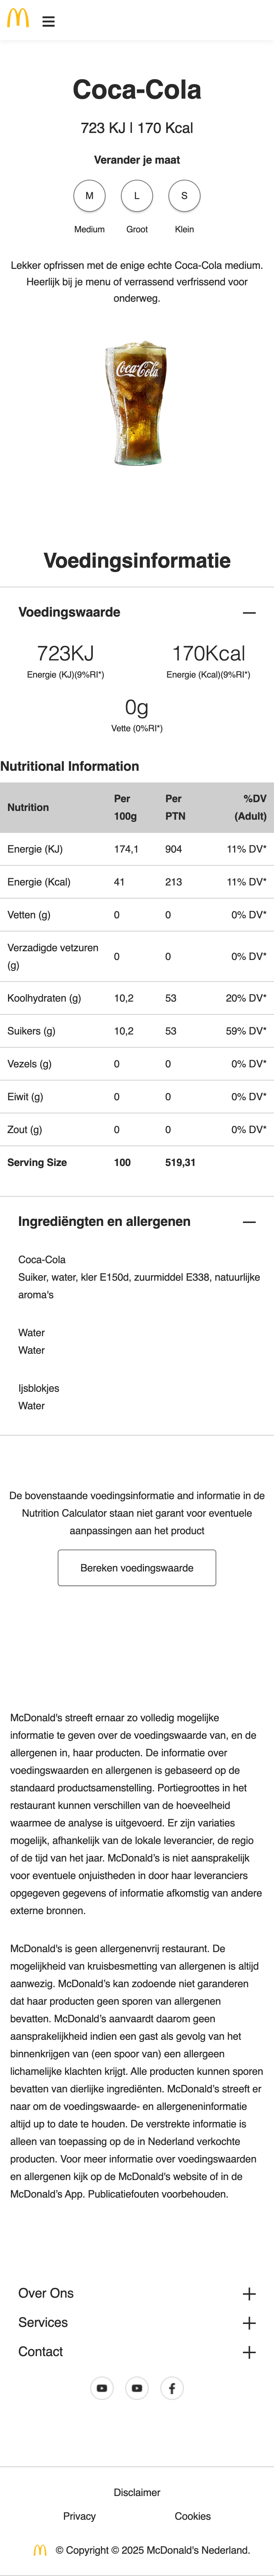 Coca-Cola
723 KJ | 170 Kcal
Verander je maat
M L S
Medium Groot Klein
Lekker opfrissen met de enige echte Coca-Cola medium.
Heerlijk bij je menu of verrassend verfrissend voor
onderweg.
Coca-Cola
Voedingsinformatie
Voedingswaarde
723KJ 170Kcal
Energie (KJ)(9%RI*) Energie (Kcal)(9%RI*)
0g
Vette (0%RI*)
Nutritional Information
Nutrition Per 100g Per PTN %DV (Adult)
Energie (KJ) 174,1 904 11% DV*
Energie (Kcal) 41 213 11% DV*
Vetten (g) 0 0 0% DV*
Verzadigde vetzuren (g) 0 0 0% DV*
Koolhydraten (g) 10,2 53 20% DV*
Suikers (g) 10,2 53 59% DV*
Vezels (g) 0 0 0% DV*
Eiwit (g) 0 0 0% DV*
Zout (g) 0 0 0% DV*
Serving Size 100 519,31
Ingrediëngten en allergenen
Coca-Cola
Suiker, water, kler E150d, zuurmiddel E338, natuurlijke
aroma's
Water
Water
Ijsblokjes
Water
De bovenstaande voedingsinformatie and informatie in de
Nutrition Calculator staan niet garant voor eventuele
aanpassingen aan het product
Bereken voedingswaarde
McDonald's streeft ernaar zo volledig mogelijke
informatie te geven over de voedingswaarde van, en de
allergenen in, haar producten. De informatie over
voedingswaarden en allergenen is gebaseerd op de
standaard productsamenstelling. Portiegroottes in het
restaurant kunnen verschillen van de hoeveelheid
waarmee de analyse is uitgevoerd. Er zijn variaties
mogelijk, afhankelijk van de lokale leverancier, de regio
of de tijd van het jaar. McDonald's is niet aansprakelijk
voor eventuele onjuistheden in door haar leveranciers
opgegeven gegevens of informatie afkomstig van andere
externe bronnen.
McDonald's is geen allergenenvrij restaurant. De
mogelijkheid van kruisbesmetting van allergenen is altijd
aanwezig. McDonald's kan zodoende niet garanderen
dat haar producten geen sporen van allergenen
bevatten. McDonald's aanvaardt daarom geen
aansprakelijkheid indien een gast als gevolg van het
binnenkrijgen van (een spoor van) een allergeen
lichamelijke klachten krijgt. Alle producten kunnen sporen
bevatten van dierlijke ingrediënten. McDonald's streeft er
naar om de voedingswaarde- en allergeneninformatie
altijd up to date te houden. De verstrekte informatie is
alleen van toepassing op de in Nederland verkochte
producten. Voor meer informatie over voedingswaarden
en allergenen kijk op de McDonald's website of in de
McDonald's App. Publicatiefouten voorbehouden.
Over Ons
Services
Contact
Disclaimer
Privacy Cookies
© Copyright © 2025 McDonald's Nederland.